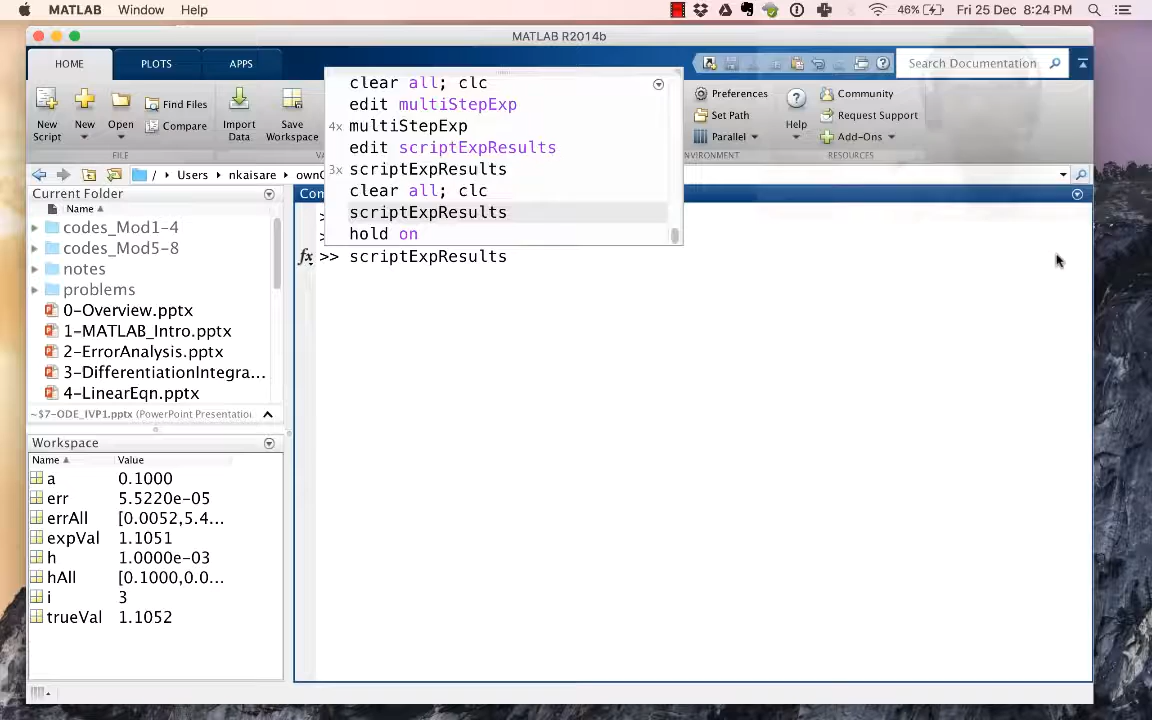 MATLAB Window Help 46% Fri 25 Dec 8:24 PM
MATLAB R2014b
HOME PLOTS APPS
Search Documentation
New Script
New
Open
Find Files
Compare
Import Data
Save Workspace
Preferences
Set Path
Parallel
Help
Community
Request Support
Add-Ons
FILE
ENVIRONMENT
RESOURCES
/ Users nkaisare
Current Folder
Name
codes_Mod1-4
codes_Mod5-8
notes
problems
0-Overview.pptx
1-MATLAB_Intro.pptx
2-ErrorAnalysis.pptx
3-DifferentiationIntegra...
4-LinearEqn.pptx
~$7-ODE_IVP1.pptx (PowerPoint Presentation
Workspace
Name Value
a 0.1000
err 5.5220e-05
errAll [0.0052,5.4...
expVal 1.1051
h 1.0000e-03
hAll [0.1000,0.0...
i 3
trueVal 1.1052
clear all; clc
edit multiStepExp
4x multiStepExp
edit scriptExpResults
3x scriptExpResults
clear all; clc
scriptExpResults
hold on
fx >> scriptExpResults